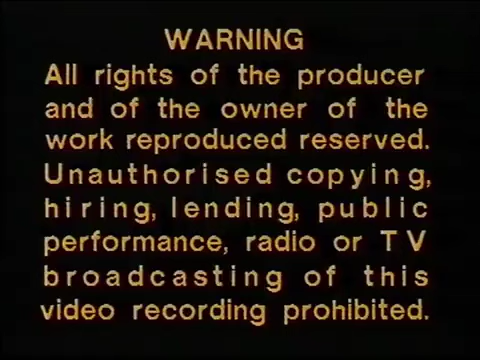 WARNING
All rights of the producer
and of the owner of the
work reproduced reserved.
Unauthorised copying,
hiring, lending, public
performance, radio or TV
broadcasting of this
video recording prohibited.